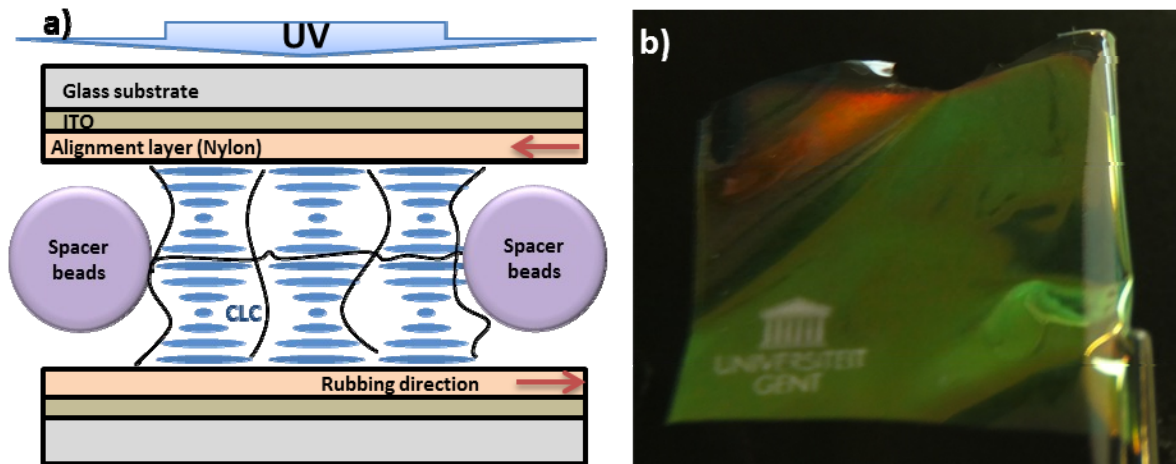 a)
UV
Glass substrate
ITO
Alignment layer (Nylon)
Spacer
beads
CLC
Spacer
beads
Rubbing direction
b)
UNIVERSITEIT
GENT